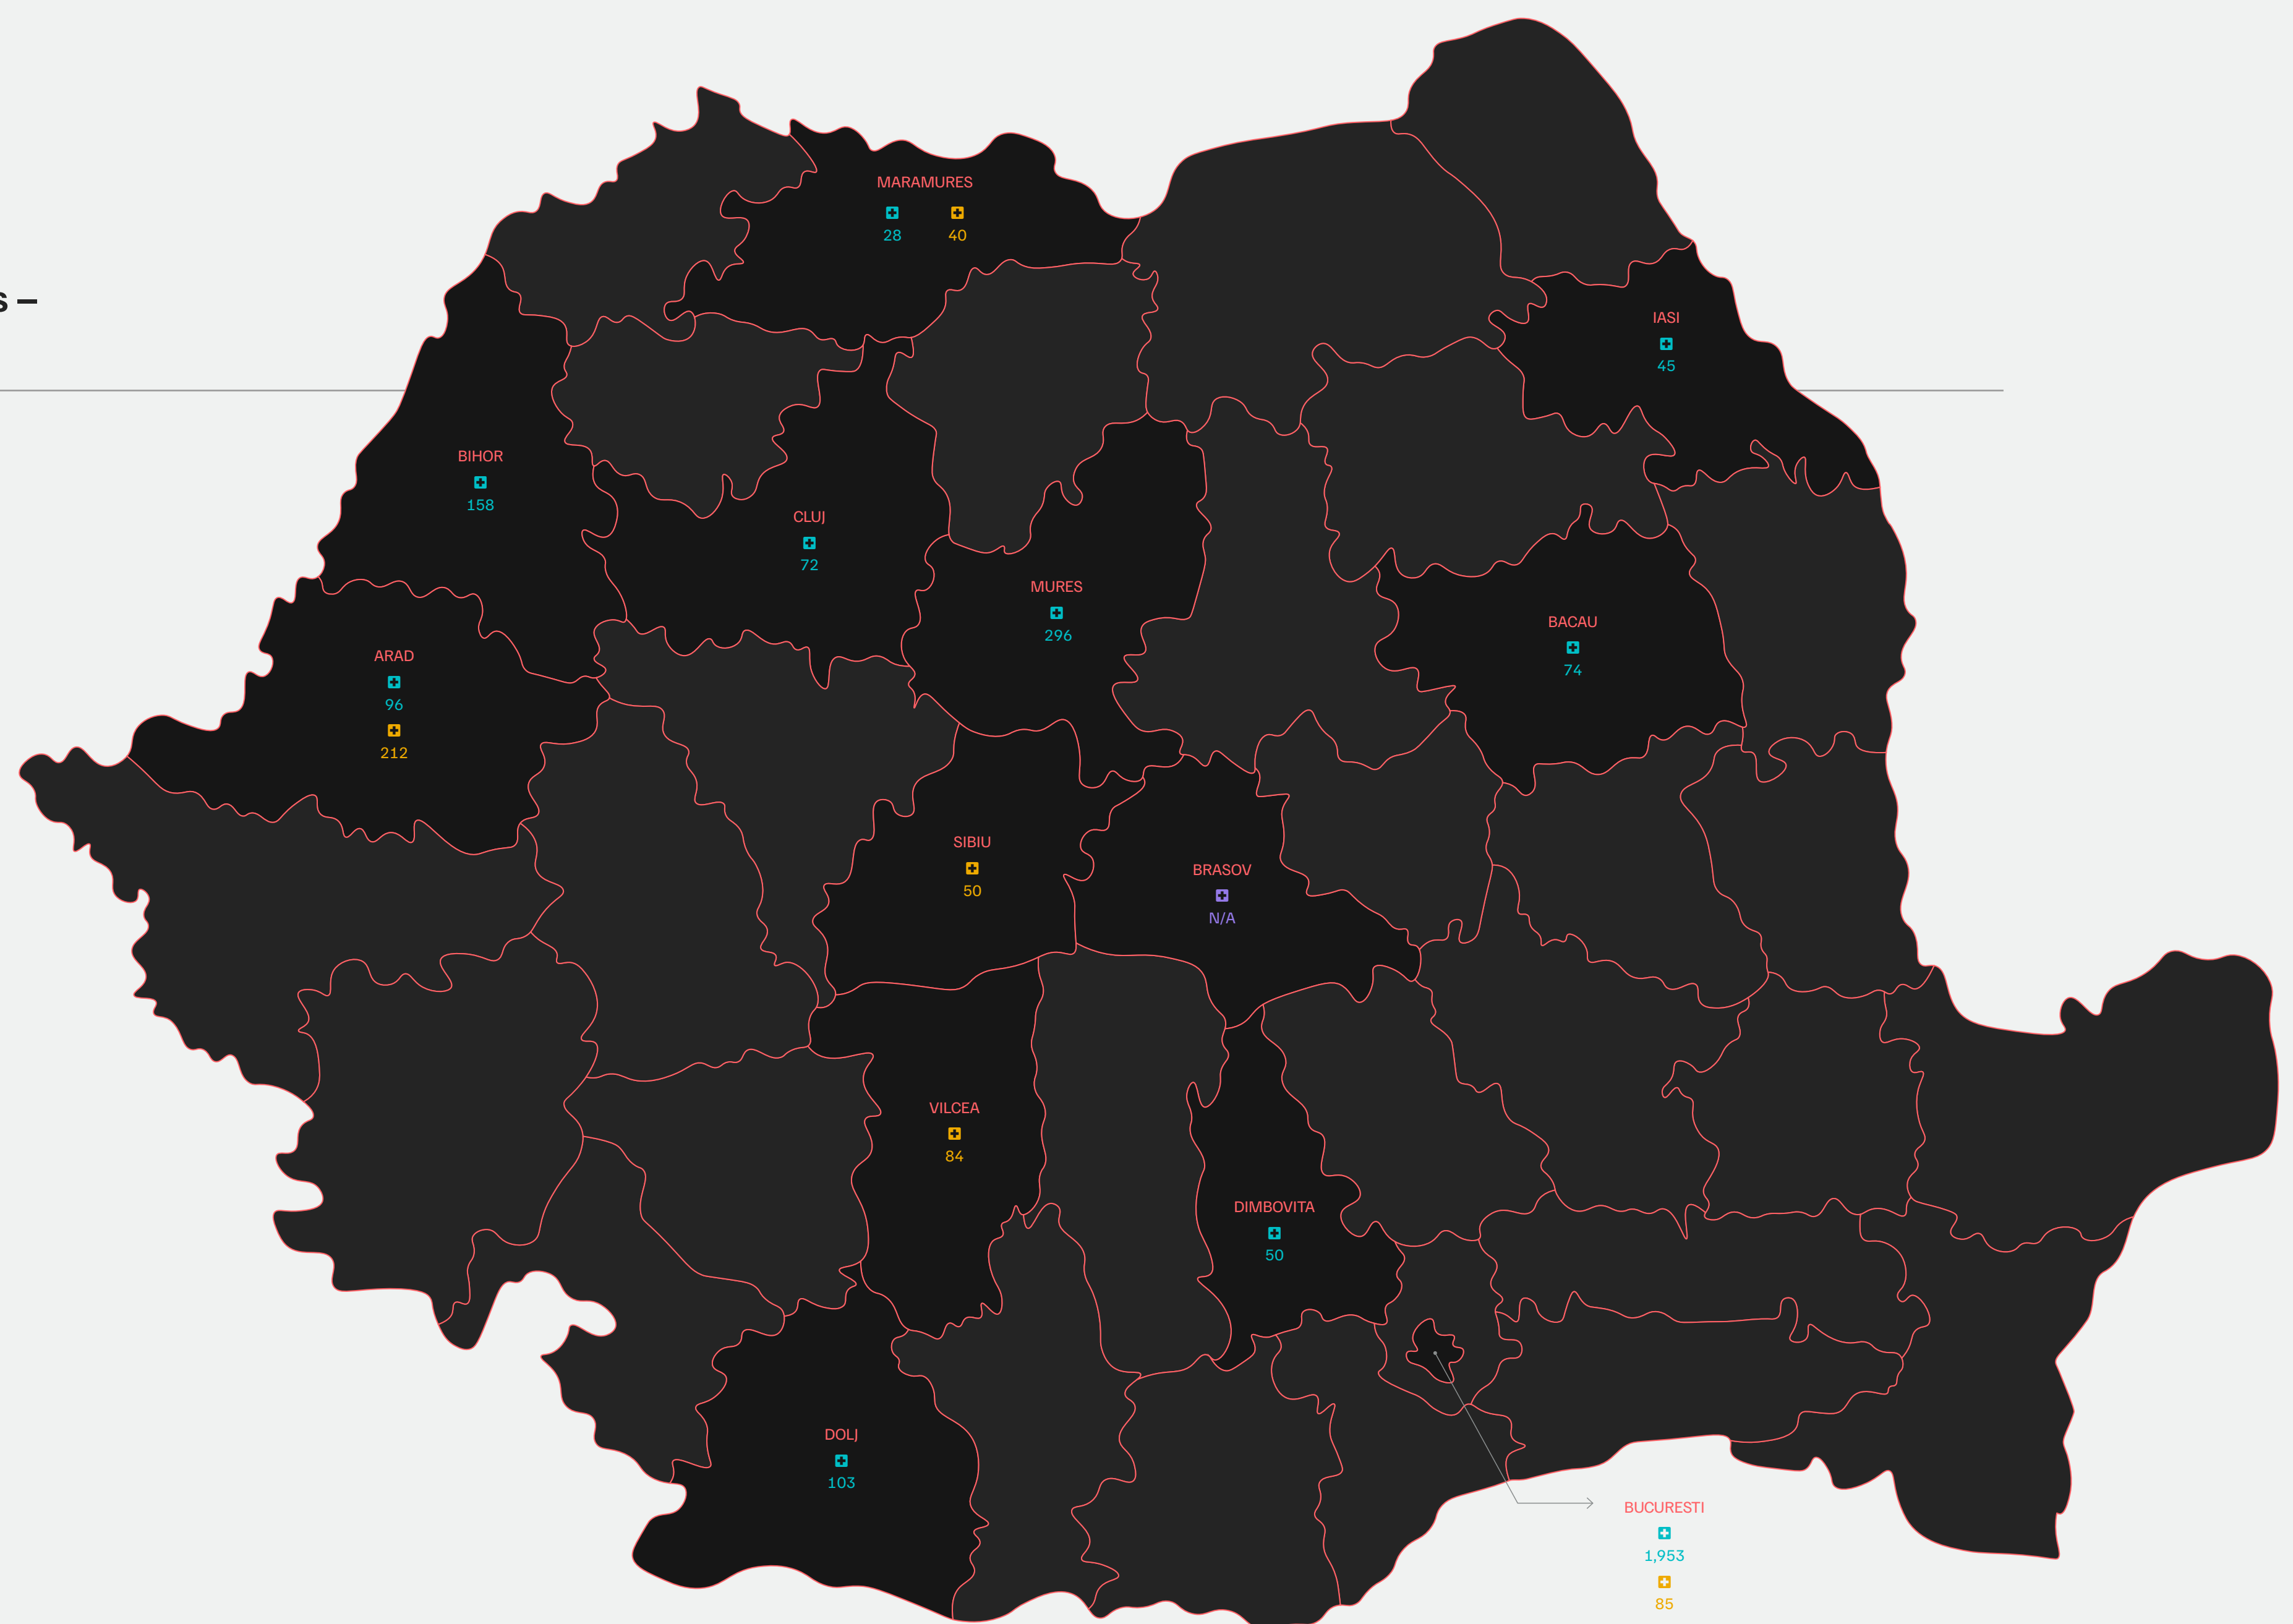 s –
MARAMURES
28 40
IASI
45
BIHOR
158
CLUJ
72
MURES
296
BACAU
74
ARAD
96
212
SIBIU
50
BRASOV
N/A
VILCEA
84
DIMBOVITA
50
DOLJ
103
BUCURESTI
1,953
85